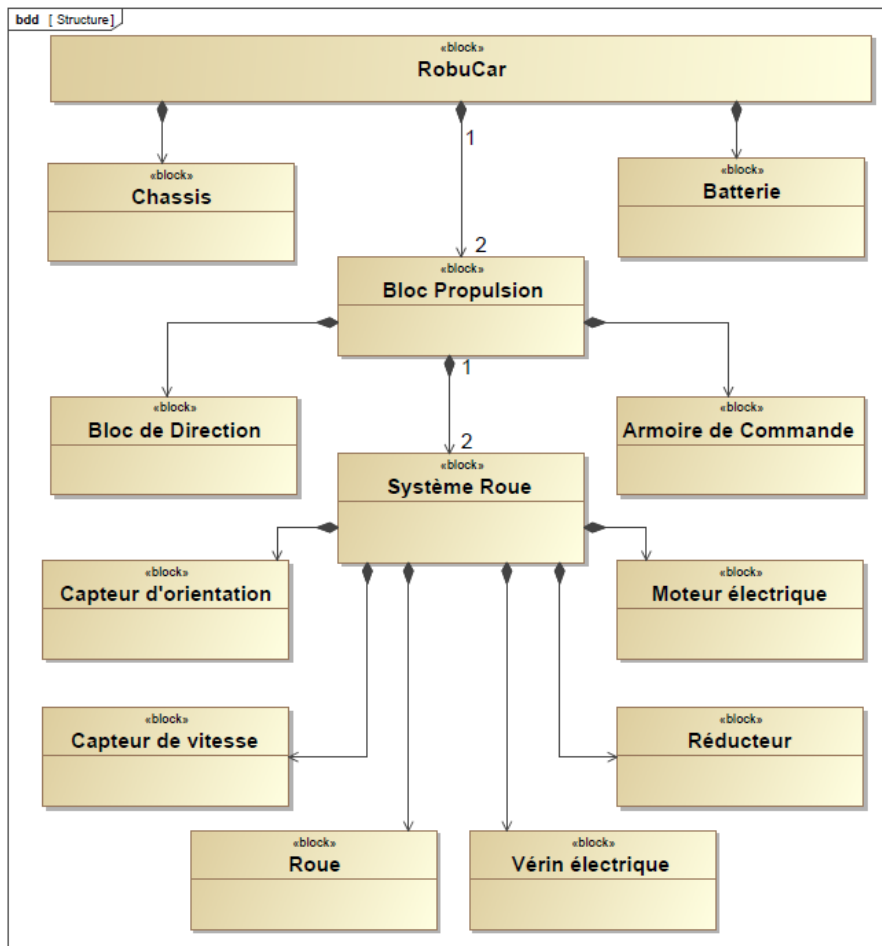 bdd [ Structure]
«block»
RobuCar
1
«block»
Chassis
«block»
Batterie
2
«block»
Bloc Propulsion
1
«block»
Bloc de Direction
«block»
Armoire de Commande
2
«block»
Système Roue
«block»
Capteur d'orientation
«block»
Moteur électrique
«block»
Capteur de vitesse
«block»
Réducteur
«block»
Roue
«block»
Vérin électrique